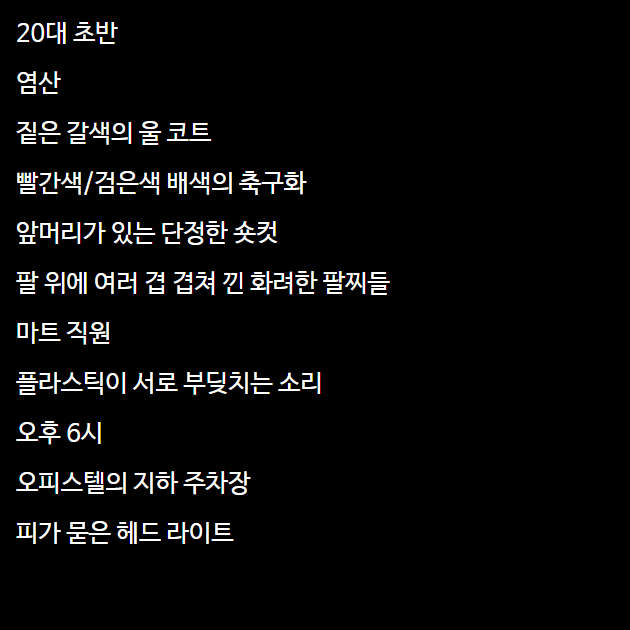 20대 초반
염산
짙은 갈색의 울 코트
빨간색/검은색 배색의 축구화
앞머리가 있는 단정한 숏컷
팔 위에 여러 겹 겹쳐 낀 화려한 팔찌들
마트 직원
플라스틱이 서로 부딪치는 소리
오후 6시
오피스텔의 지하 주차장
피가 묻은 헤드 라이트